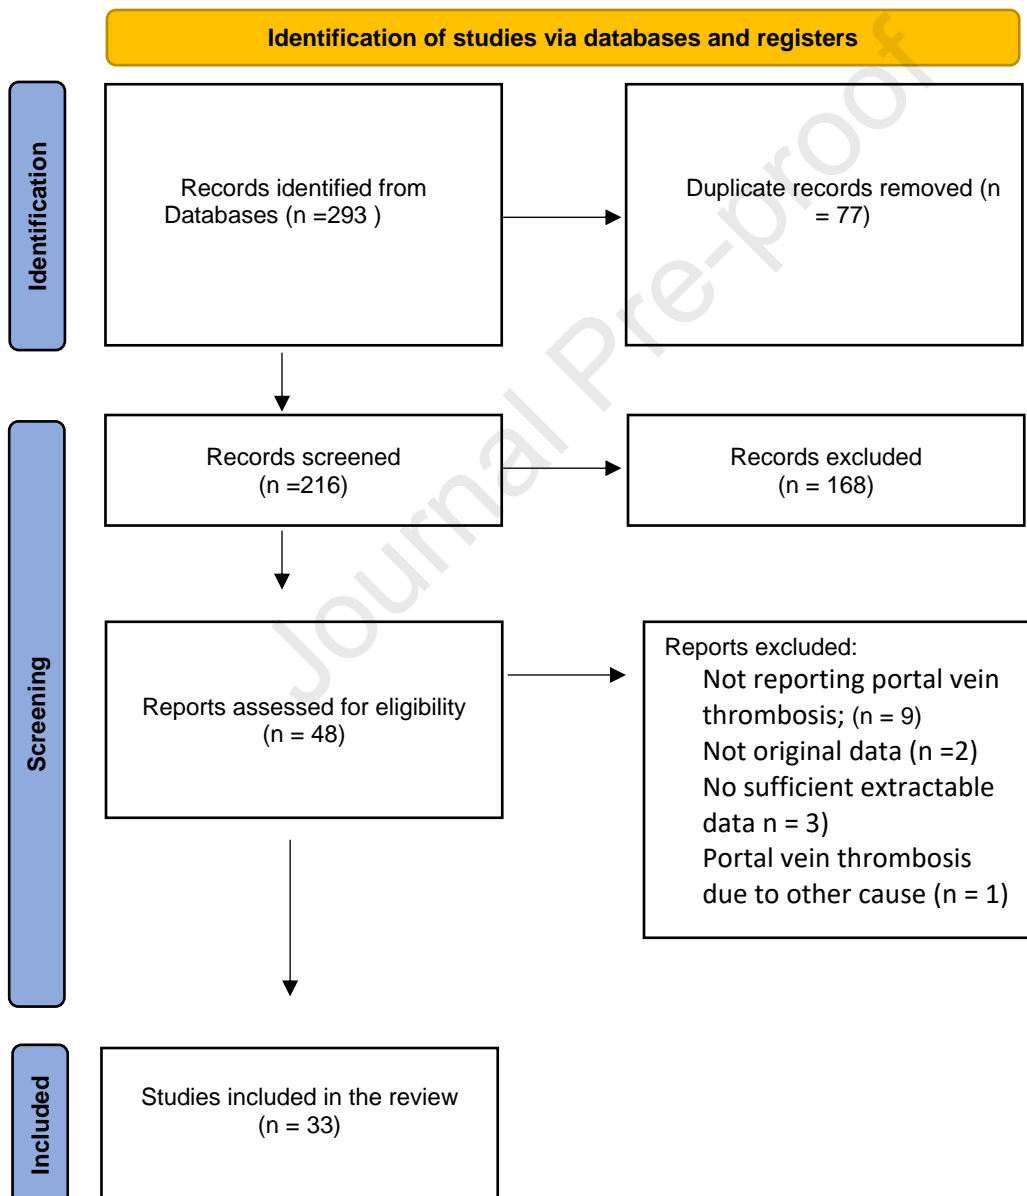 Identification of studies via databases and registers
Identification
Records identified from
Databases (n =293 )
Duplicate records removed (n
= 77)
Screening
Records screened
(n =216)
Records excluded
(n = 168)
Reports assessed for eligibility
(n = 48)
Reports excluded:
Not reporting portal vein
thrombosis; (n = 9)
Not original data (n =2)
No sufficient extractable
data n = 3)
Portal vein thrombosis
due to other cause (n = 1)
Included
Studies included in the review
(n = 33)
Journal Pre-proof